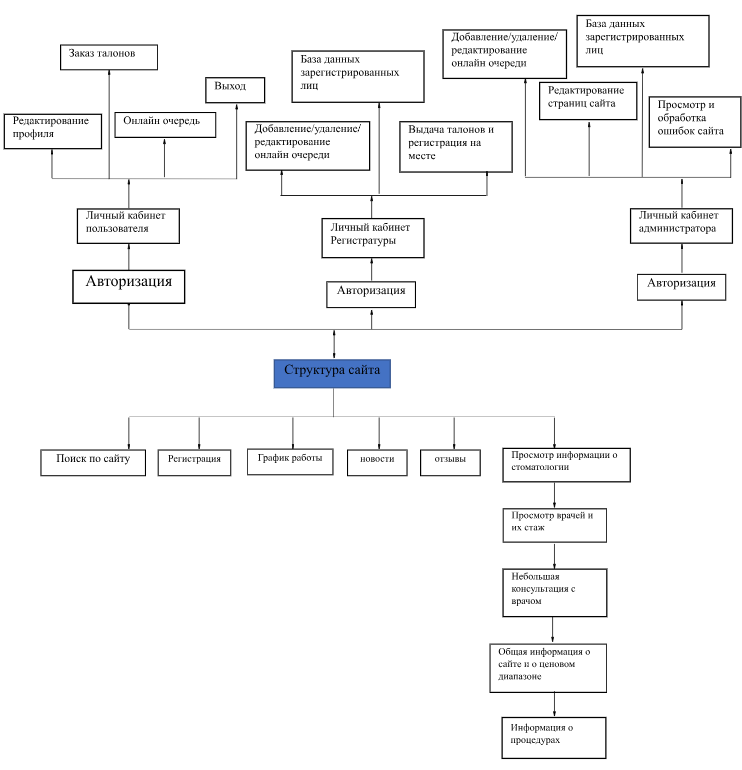 Заказ талонов
База данных
зарегистрированных
лиц
Добавление/удаление/
редактирование
онлайн очереди
База данных
зарегистрированных
лиц
Выход
Редактирование
страниц сайта
Просмотр и
обработка
ошибок сайта
Редактирование
профиля
Онлайн очередь
Добавление/удаление/
редактирование
онлайн очереди
Выдача талонов и
регистрация на
месте
Личный кабинет
пользователя
Личный кабинет
Регистратуры
Личный кабинет
администратора
Авторизация
Авторизация
Авторизация
Структура сайта
Поиск по сайту
Регистрация
График работы
новости
отзывы
Просмотр информации о
стоматологии
Просмотр врачей и
их стаж
Небольшая
консультация с
врачом
Общая информация о
сайте и о ценовом
диапазоне
Информация о
процедурах